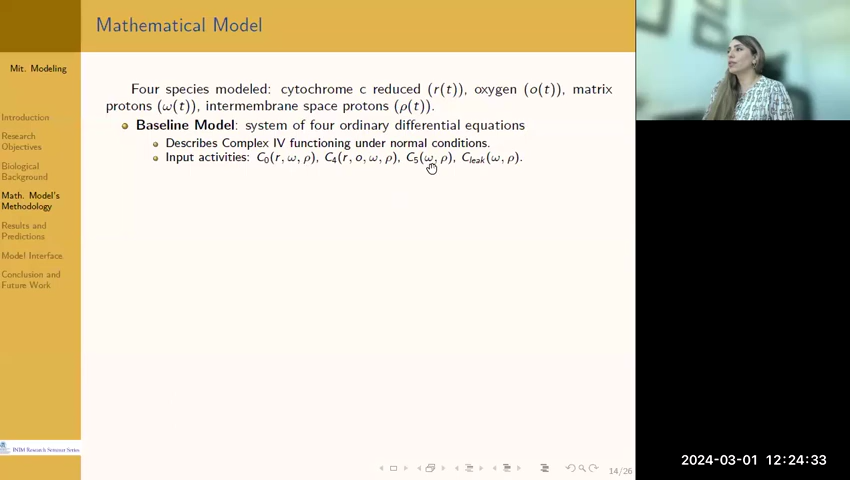 Mathematical Model
Mit. Modeling
Introduction
Research
Objectives
Biological
Background
Math. Model's
Methodology
Results and
Predictions
Model Interface
Conclusion and
Future Work
Four species modeled: cytochrome c reduced (r(t)), oxygen (o(t)), matrix
protons (ω(t)), intermembrane space protons (ρ(t)).
Baseline Model: system of four ordinary differential equations
Describes Complex IV functioning under normal conditions.
Input activities: C₀(r, ω, ρ), C₄(r, o, ω, ρ), C₅(ω, ρ), C_leak(ω, ρ).
14/26
2024-03-01 12:24:33